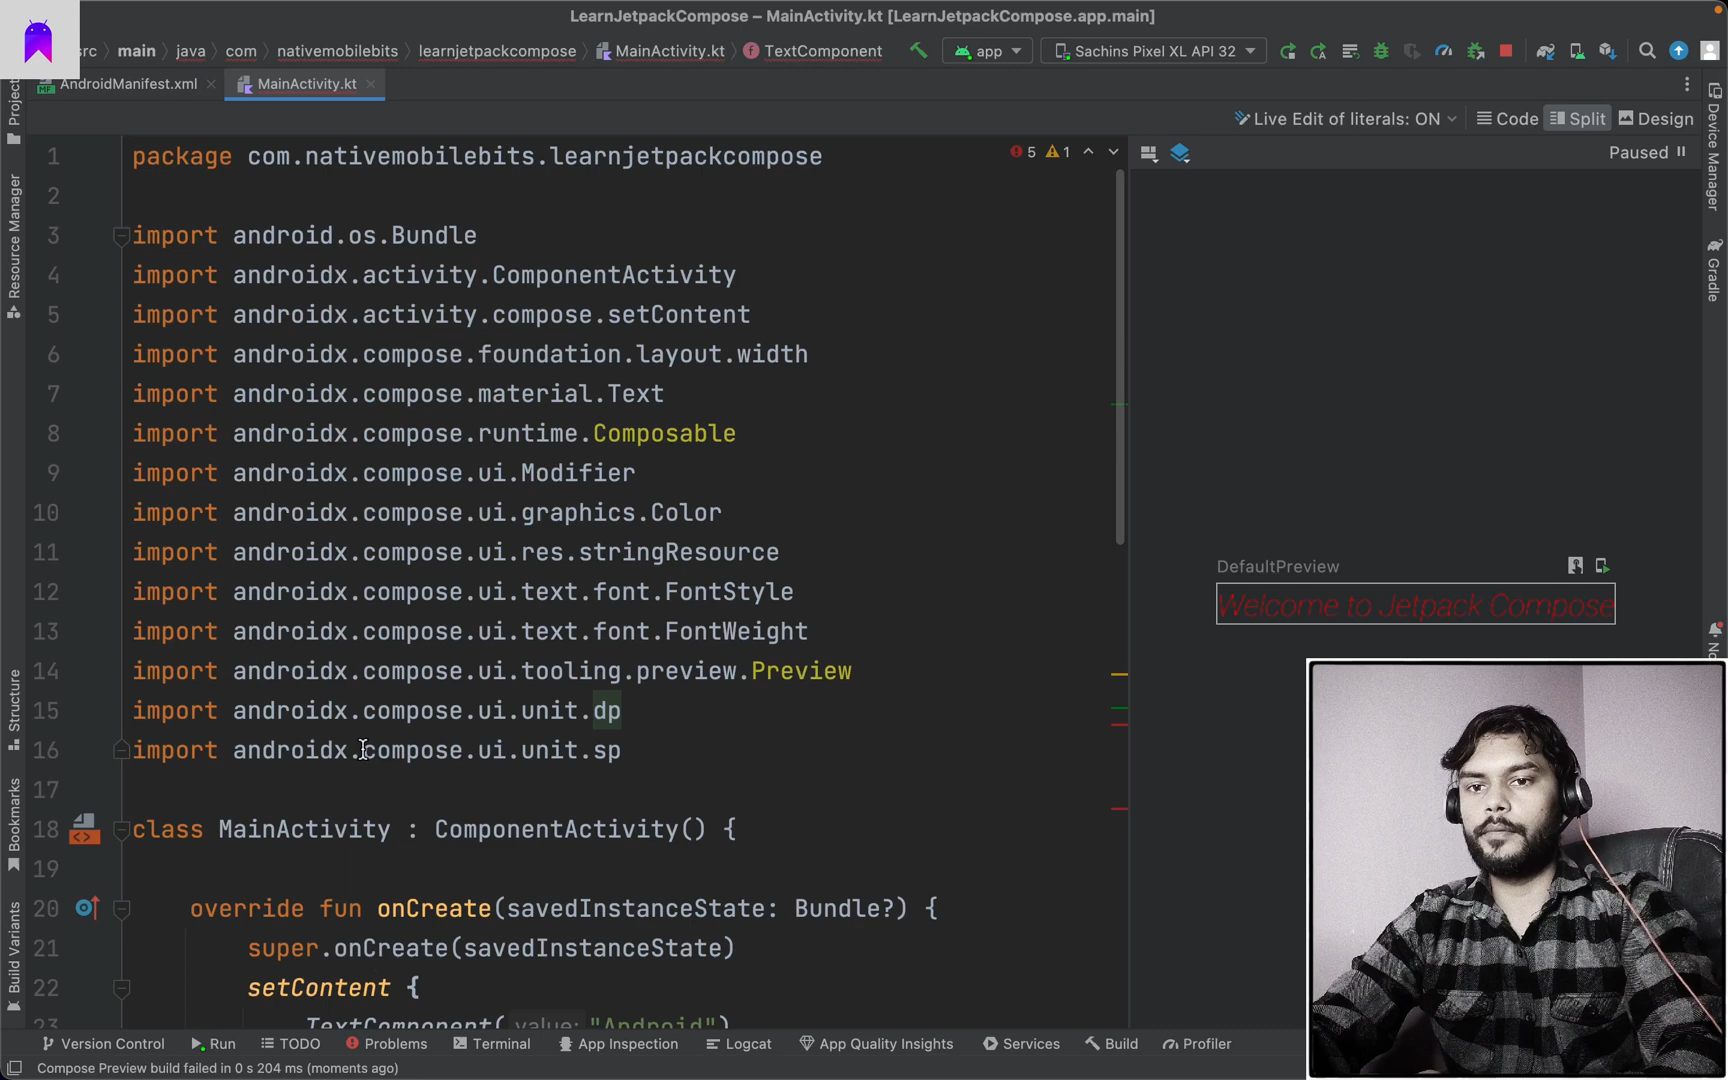 LearnJetpackCompose – MainActivity.kt [LearnJetpackCompose.app.main]
src main java com nativemobilebits learnjetpackcompose MainActivity.kt TextComponent app Sachins Pixel XL API 32
AndroidManifest.xml MainActivity.kt
Live Edit of literals: ON Code Split Design
5 1 Paused
1 package com.nativemobilebits.learnjetpackcompose
2
3 import android.os.Bundle
4 import androidx.activity.ComponentActivity
5 import androidx.activity.compose.setContent
6 import androidx.compose.foundation.layout.width
7 import androidx.compose.material.Text
8 import androidx.compose.runtime.Composable
9 import androidx.compose.ui.Modifier
10 import androidx.compose.ui.graphics.Color
11 import androidx.compose.ui.res.stringResource
12 import androidx.compose.ui.text.font.FontStyle
13 import androidx.compose.ui.text.font.FontWeight
14 import androidx.compose.ui.tooling.preview.Preview
15 import androidx.compose.ui.unit.dp
16 import androidx.compose.ui.unit.sp
17
18 class MainActivity : ComponentActivity() {
19
20 override fun onCreate(savedInstanceState: Bundle?) {
21 super.onCreate(savedInstanceState)
22 setContent {
23 TextComponent( value: "Android")
DefaultPreview
Welcome to Jetpack Compose
Project
Resource Manager
Structure
Bookmarks
Build Variants
Device Manager
Gradle
Version Control Run TODO Problems Terminal App Inspection Logcat App Quality Insights Services Build Profiler
Compose Preview build failed in 0 s 204 ms (moments ago)